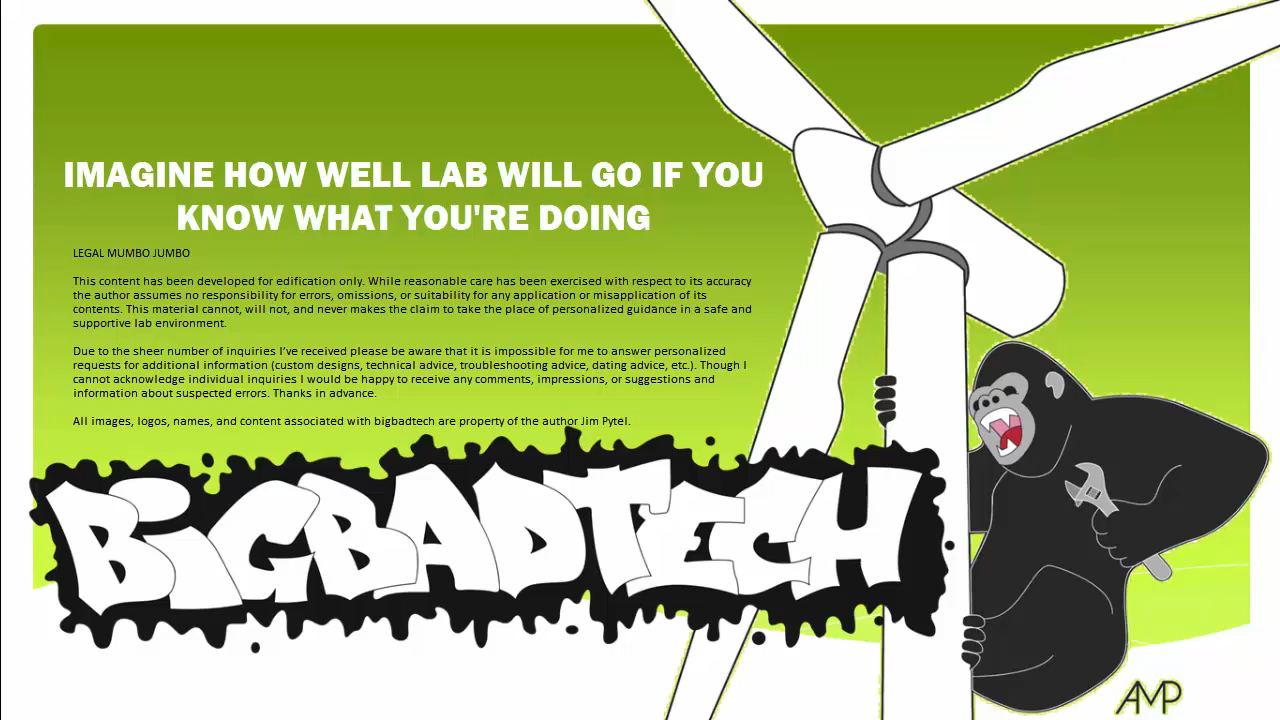 IMAGINE HOW WELL LAB WILL GO IF YOU
KNOW WHAT YOU'RE DOING
LEGAL MUMBO JUMBO
This content has been developed for edification only. While reasonable care has been exercised with respect to its accuracy
the author assumes no responsibility for errors, omissions, or suitability for any application or misapplication of its
contents. This material cannot, will not, and never makes the claim to take the place of personalized guidance in a safe and
supportive lab environment.
Due to the sheer number of inquiries I've received please be aware that it is impossible for me to answer personalized
requests for additional information (custom designs, technical advice, troubleshooting advice, dating advice, etc.). Though I
cannot acknowledge individual inquiries I would be happy to receive any comments, impressions, or suggestions and
information about suspected errors. Thanks in advance.
All images, logos, names, and content associated with bigbadtech are property of the author Jim Pytel.
BiGBADTECH
AMP